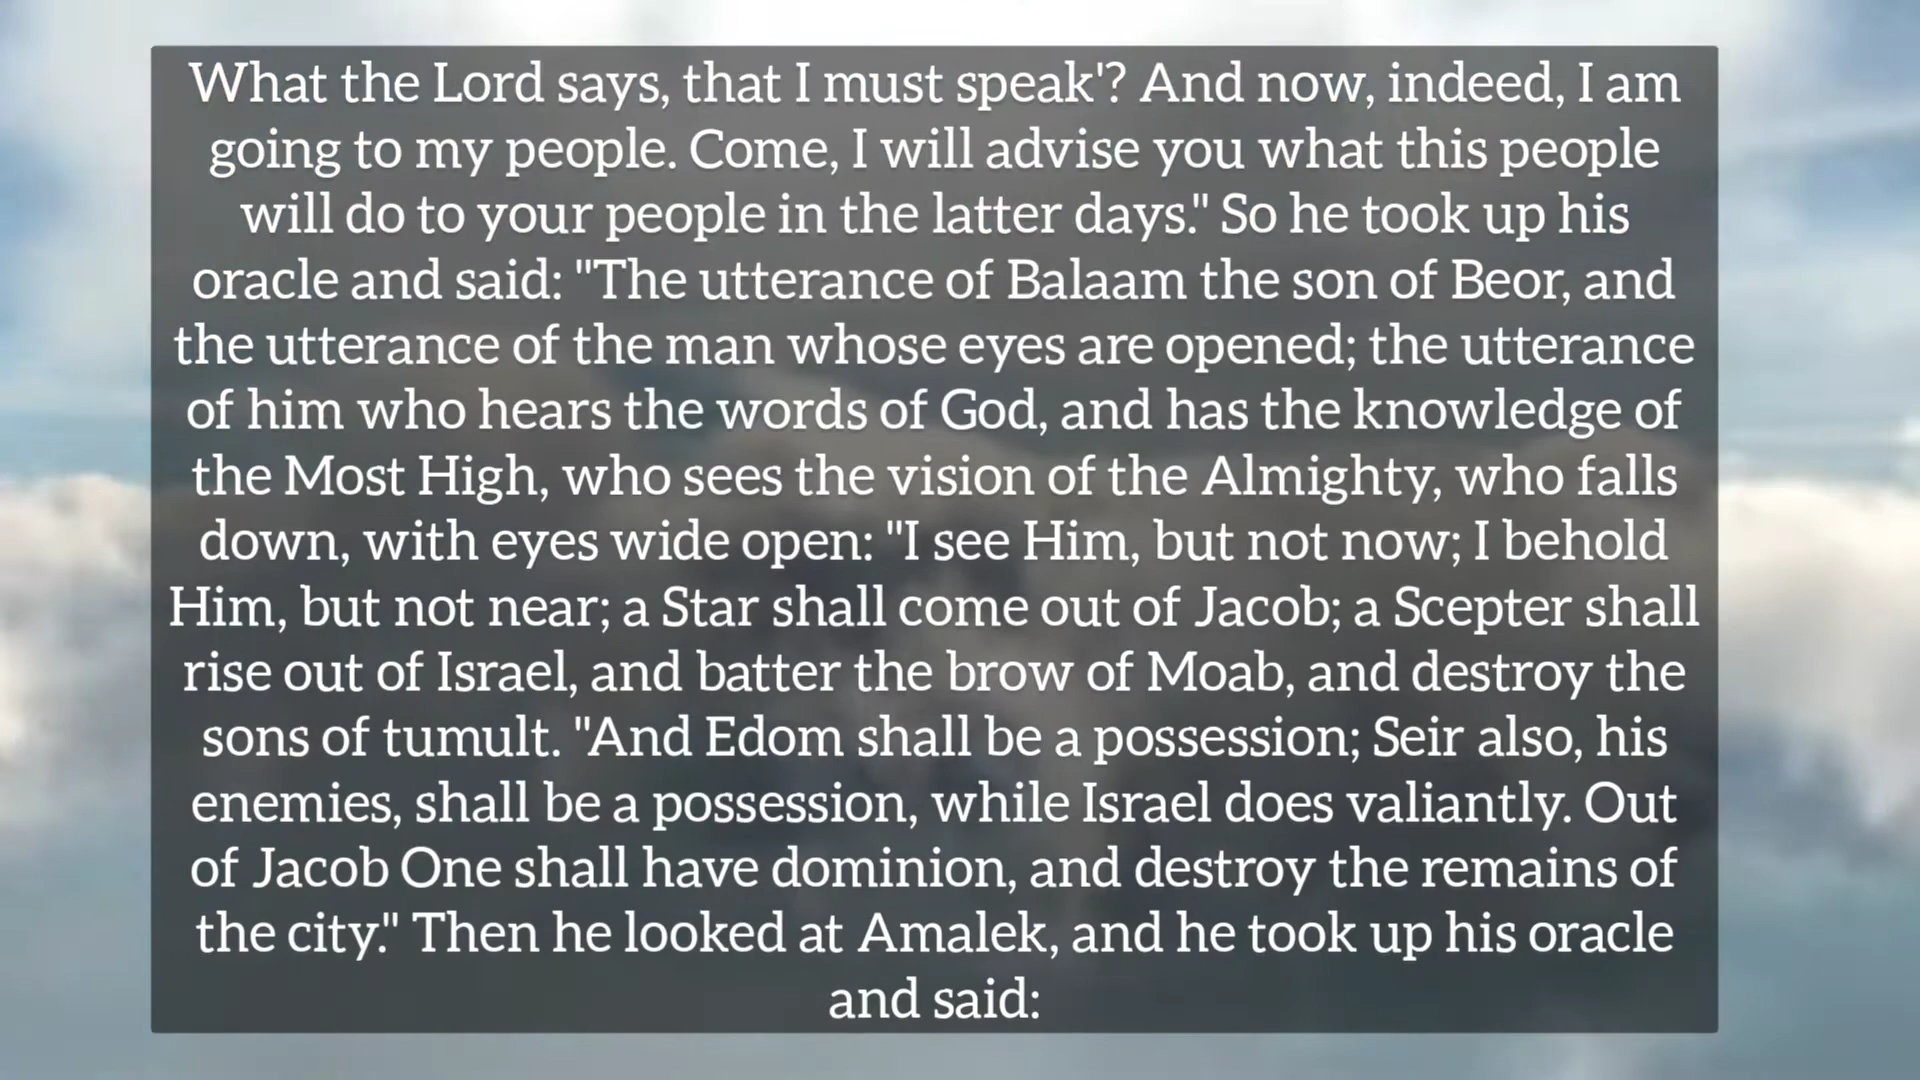 What the Lord says, that I must speak'? And now, indeed, I am
going to my people. Come, I will advise you what this people
will do to your people in the latter days." So he took up his
oracle and said: "The utterance of Balaam the son of Beor, and
the utterance of the man whose eyes are opened; the utterance
of him who hears the words of God, and has the knowledge of
the Most High, who sees the vision of the Almighty, who falls
down, with eyes wide open: "I see Him, but not now; I behold
Him, but not near; a Star shall come out of Jacob; a Scepter shall
rise out of Israel, and batter the brow of Moab, and destroy the
sons of tumult. "And Edom shall be a possession; Seir also, his
enemies, shall be a possession, while Israel does valiantly. Out
of Jacob One shall have dominion, and destroy the remains of
the city." Then he looked at Amalek, and he took up his oracle
and said: